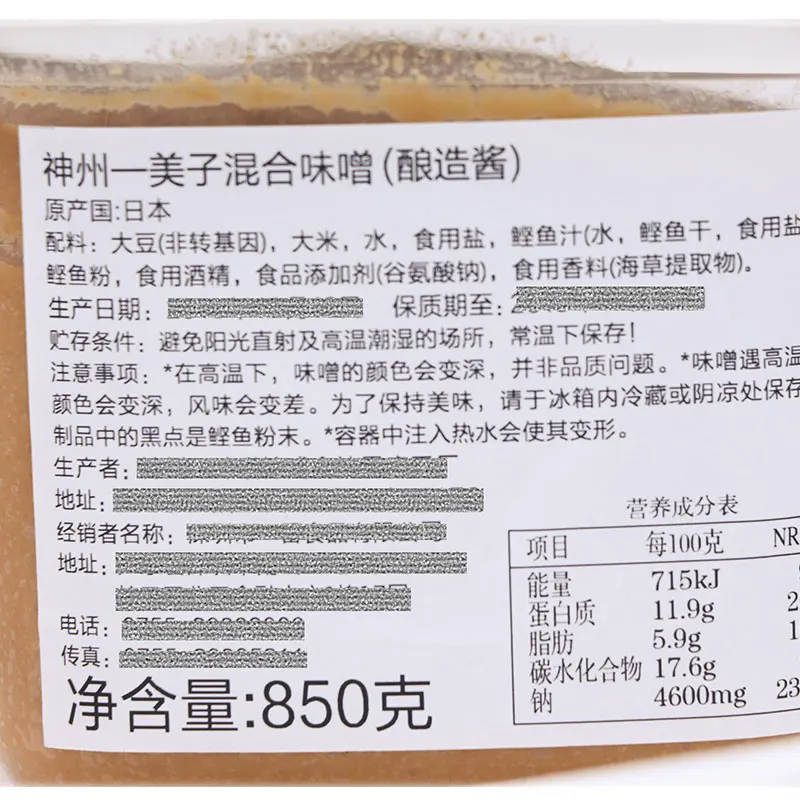 神州一美子混合味噌(酿造酱)
原产国:日本
配料：大豆(非转基因)，大米，水，食用盐，鲣鱼汁(水，鲣鱼干，食用盐
鲣鱼粉，食用酒精，食品添加剂(谷氨酸钠)，食用香料(海草提取物)。
生产日期： 保质期至：
贮存条件：避免阳光直射及高温潮湿的场所，常温下保存！
注意事项：*在高温下，味噌的颜色会变深，并非品质问题。*味噌遇高温
颜色会变深，风味会变差。为了保持美味，请于冰箱内冷藏或阴凉处保存
制品中的黑点是鲣鱼粉末。*容器中注入热水会使其变形。
生产者：
地址：
经销者名称：
地址：
电话：
传真：
净含量:850克
营养成分表
项目 每100克 NR
能量 715kJ
蛋白质 11.9g 2
脂肪 5.9g 1
碳水化合物 17.6g
钠 4600mg 23